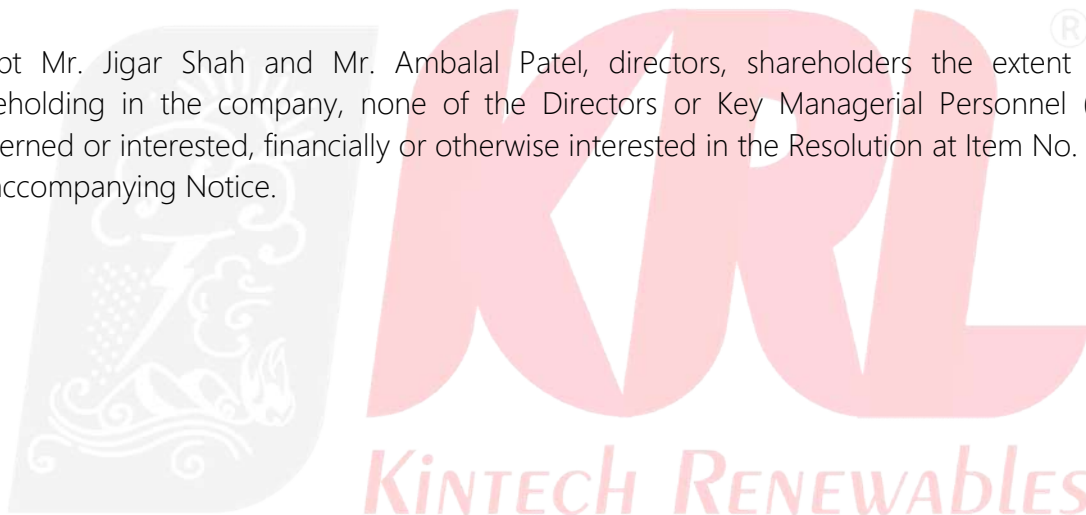 pt Mr. Jigar Shah and Mr. Ambalal Patel, directors, shareholders the extent
eholding in the company, none of the Directors or Key Managerial Personnel (
erned or interested, financially or otherwise interested in the Resolution at Item No.
accompanying Notice.
®
KRL
KINTECH RENEWABLES